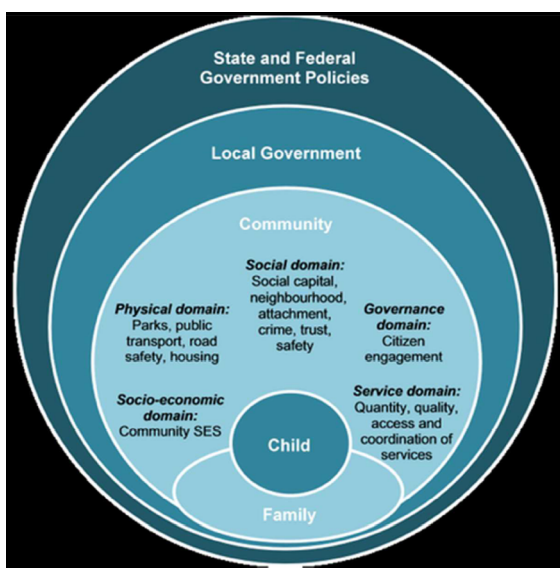 State and Federal
Government Policies
Local Government
Community
Social domain:
Social capital,
neighbourhood,
attachment,
crime, trust,
safety
Physical domain:
Parks, public
transport, road
safety, housing
Governance
domain:
Citizen
engagement
Socio-economic
domain:
Community SES
Service domain:
Quantity, quality,
access and
coordination of
services
Child
Family